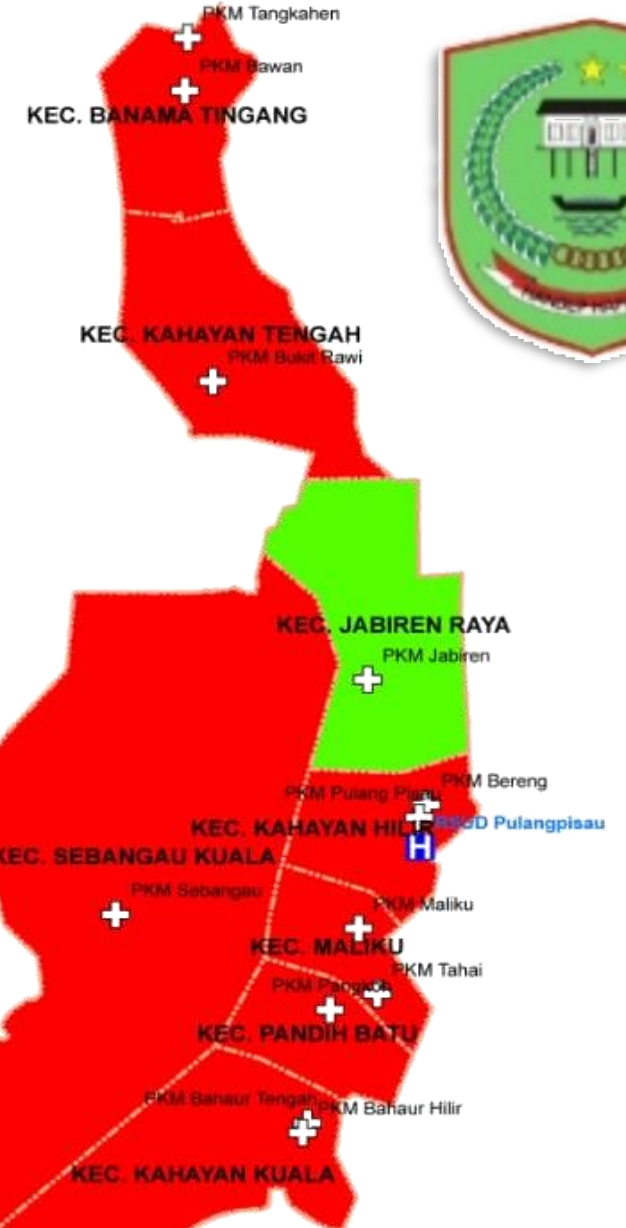 PKM Tangkahen
PKM Bawan
KEC. BANAMA TINGANG
KEC. KAHAYAN TENGAH
PKM Bukit Rawi
KEC. JABIREN RAYA
PKM Jabiren
PKM Bereng
PKM Pulang Pisau
RSUD Pulangpisau
KEC. KAHAYAN HILIR
H
KEC. SEBANGAU KUALA
PKM Sebangau
PKM Maliku
KEC. MALIKU
PKM Tahai
PKM Pangkoh
KEC. PANDIH BATU
PKM Bahaur Tengah
PKM Bahaur Hilir
KEC. KAHAYAN KUALA